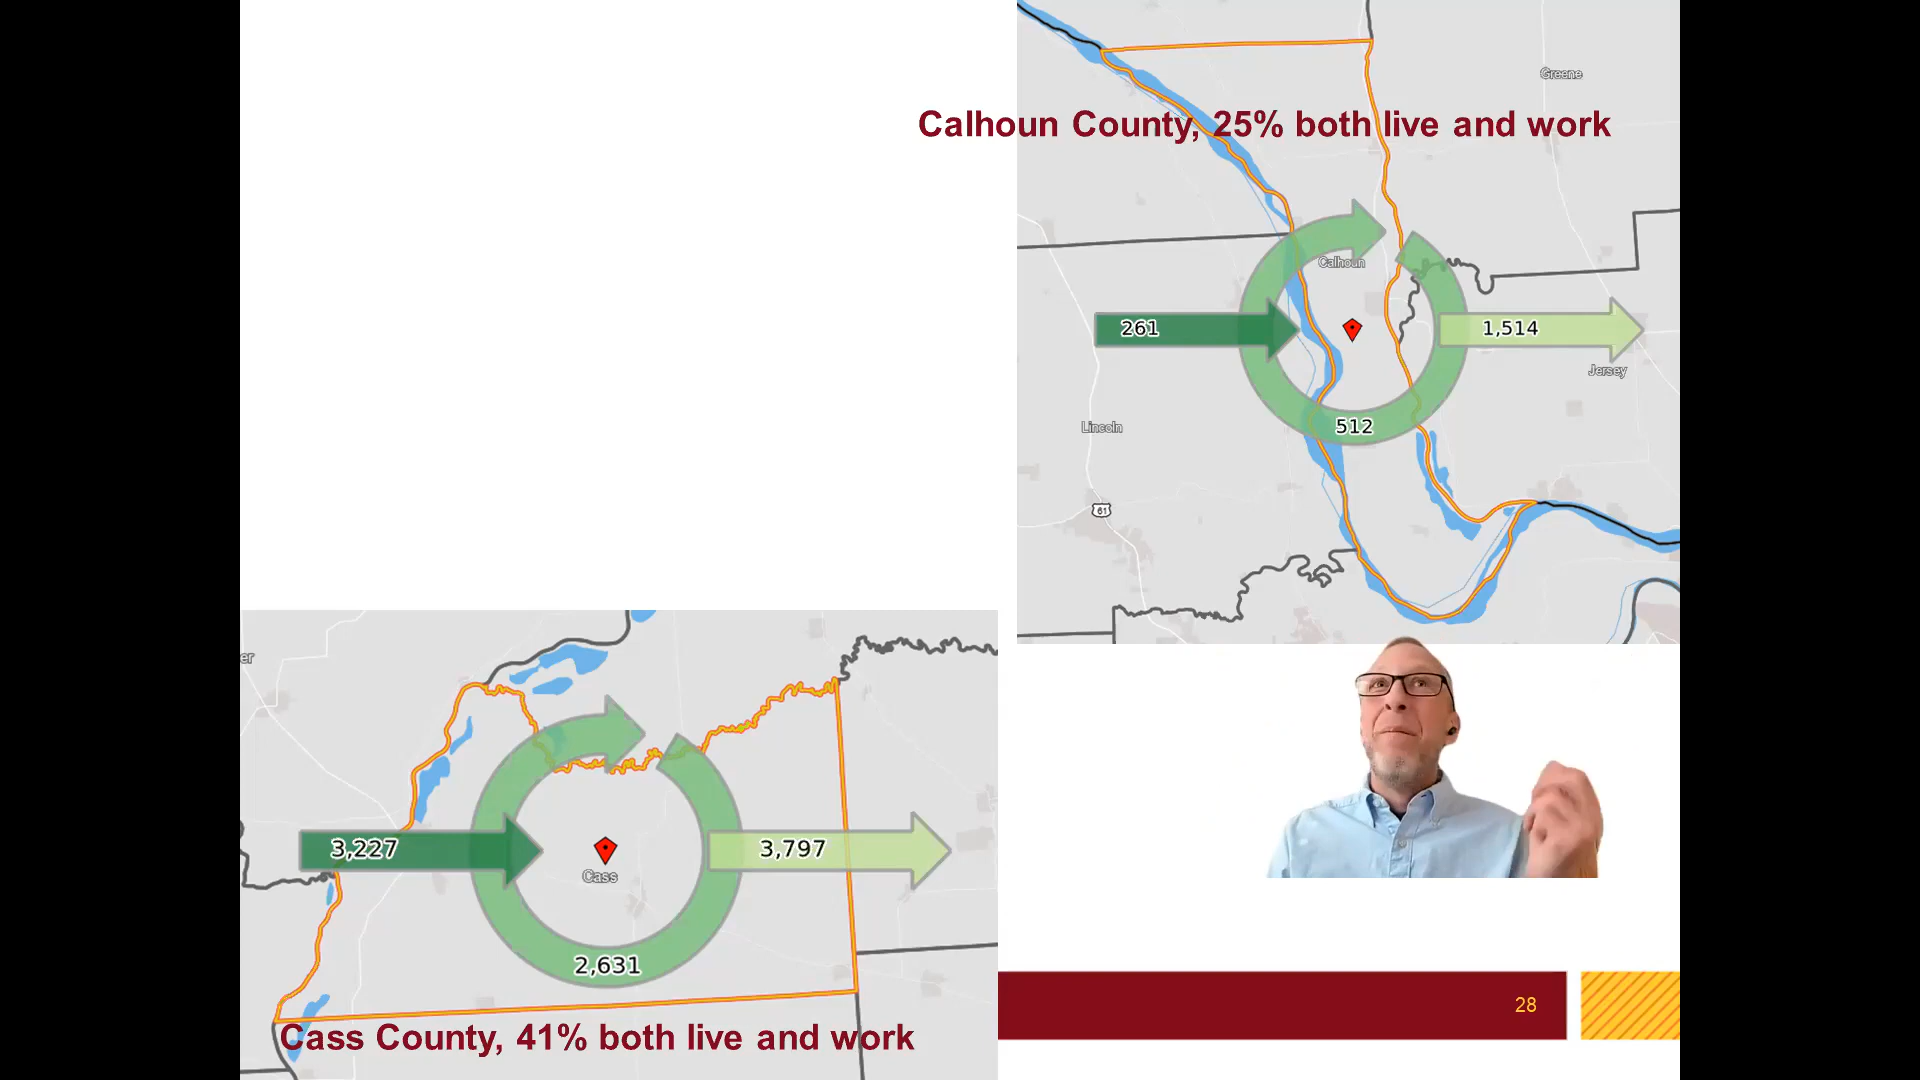 Greene
Calhoun County, 25% both live and work
Calhoun
261
1,514
Jersey
Lincoln
512
61
er
3,227
3,797
Cass
2,631
28
Cass County, 41% both live and work